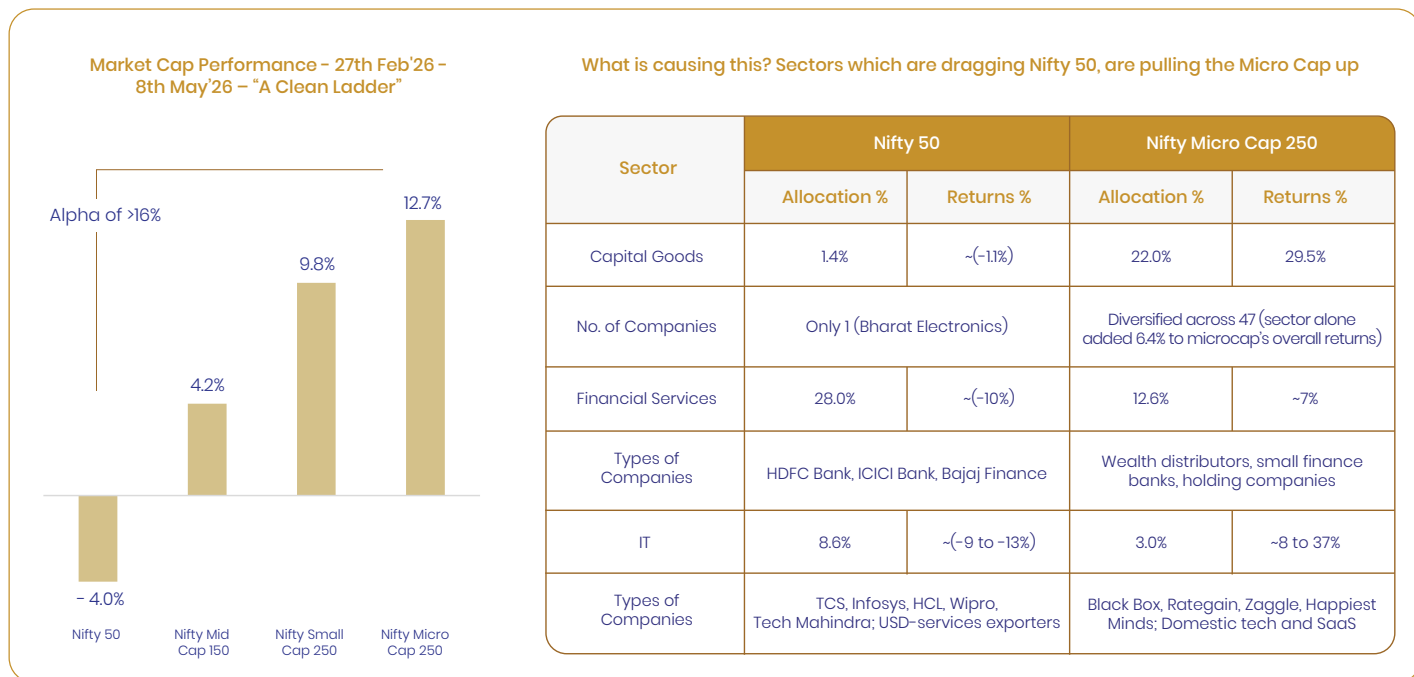 Market Cap Performance - 27th Feb'26 -
8th May'26 – “A Clean Ladder”
Alpha of >16%
12.7%
9.8%
4.2%
- 4.0%
Nifty 50
Nifty Mid
Cap 150
Nifty Small
Cap 250
Nifty Micro
Cap 250
What is causing this? Sectors which are dragging Nifty 50, are pulling the Micro Cap up
Sector
Nifty 50
Nifty Micro Cap 250
Allocation %
Returns %
Allocation %
Returns %
Capital Goods
1.4%
~(-1.1%)
22.0%
29.5%
No. of Companies
Only 1 (Bharat Electronics)
Diversified across 47 (sector alone
added 6.4% to microcap's overall returns)
Financial Services
28.0%
~(-10%)
12.6%
~7%
Types of
Companies
HDFC Bank, ICICI Bank, Bajaj Finance
Wealth distributors, small finance
banks, holding companies
IT
8.6%
~(-9 to -13%)
3.0%
~8 to 37%
Types of
Companies
TCS, Infosys, HCL, Wipro,
Tech Mahindra; USD-services exporters
Black Box, Rategain, Zaggle, Happiest
Minds; Domestic tech and SaaS